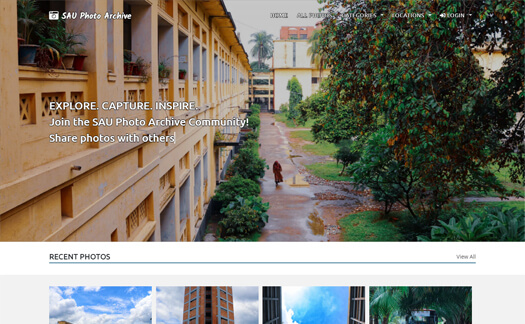 SAU Photo Archive
HOME ALL PHOTOS CATEGORIES LOCATIONS LOGIN
EXPLORE. CAPTURE. INSPIRE.
Join the SAU Photo Archive Community!
Share photos with others
RECENT PHOTOS
View All